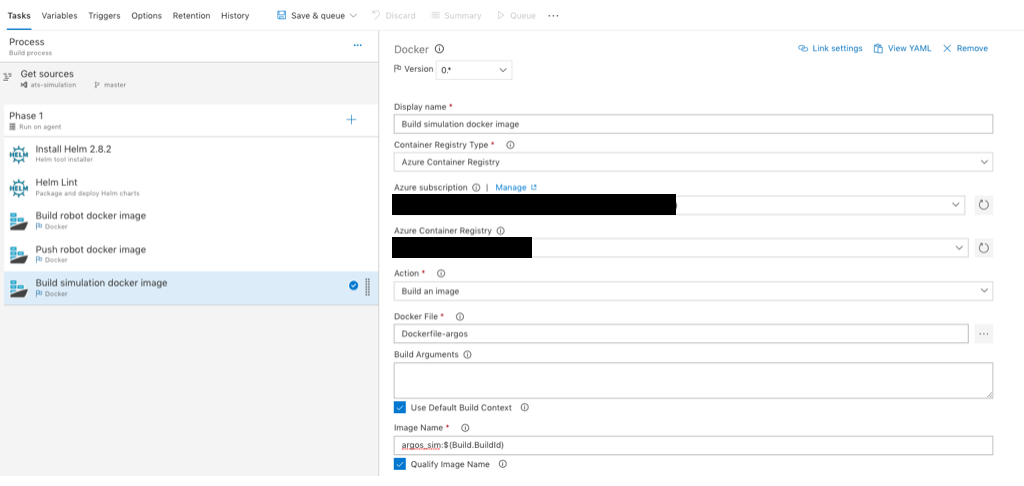 Tasks Variables Triggers Options Retention History Save & queue Discard Summary Queue ...
Process
Build process
...
Get sources
ats-simulation master
Phase 1
Run on agent
HELM Install Helm 2.8.2
Helm tool installer
HELM Helm Lint
Package and deploy Helm charts
Build robot docker image
Docker
Push robot docker image
Docker
Build simulation docker image
Docker
Docker Link settings View YAML Remove
Version 0.*
Display name *
Build simulation docker image
Container Registry Type *
Azure Container Registry
Azure subscription | Manage
Azure Container Registry
Action *
Build an image
Docker File *
Dockerfile-argos ...
Build Arguments
Use Default Build Context
Image Name *
argos_sim:$(Build.BuildId)
Qualify Image Name